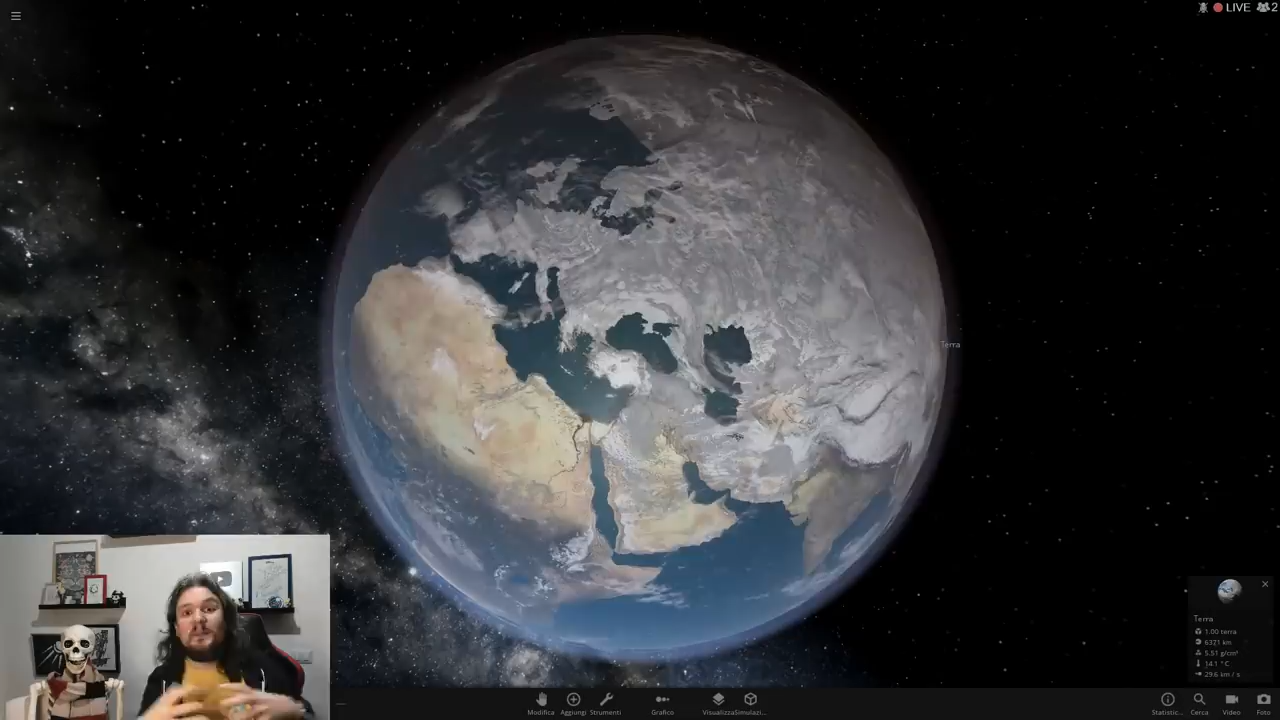 LIVE 2
Terra
Terra
1.00 terra
6371 km
5.51 g/cm³
14.1 °C
29.6 km / s
Modifica Aggiungi Strumenti Grafico Visualizza Simulazi... Statistic... Cerca Video Foto